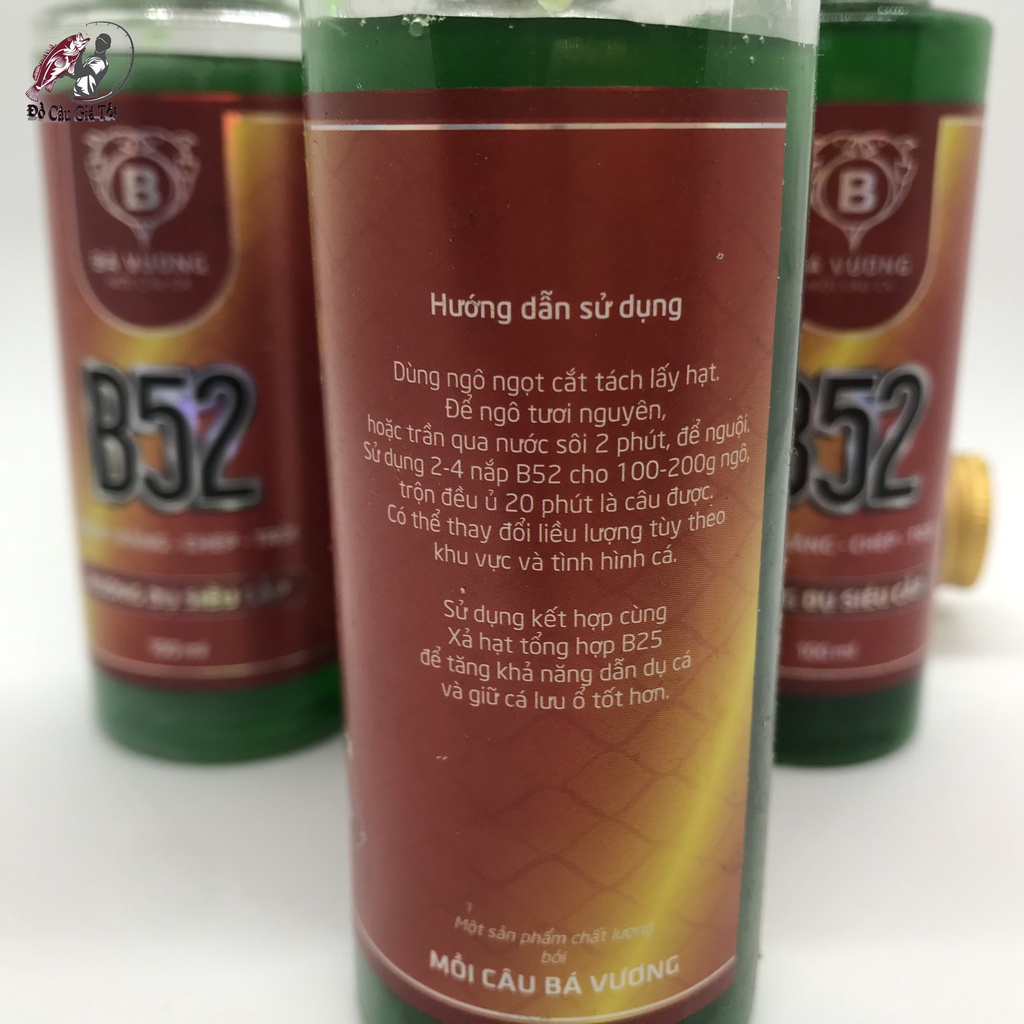 Đồ Câu Giá Tốt
B
BÁ VƯƠNG
B52
Hướng dẫn sử dụng
Dùng ngô ngọt cắt tách lấy hạt.
Để ngô tươi nguyên,
hoặc trần qua nước sôi 2 phút, để nguội.
Sử dụng 2-4 nắp B52 cho 100-200g ngô,
trộn đều ủ 20 phút là câu được.
Có thể thay đổi liều lượng tùy theo
khu vực và tình hình cá.
Sử dụng kết hợp cùng
Xả hạt tổng hợp B25
để tăng khả năng dẫn dụ cá
và giữ cá lưu ổ tốt hơn.
Một sản phẩm chất lượng
bởi
MỒI CÂU BÁ VƯƠNG
B
BÁ VƯƠNG
B52
CHÉP
SIÊU
100 ml